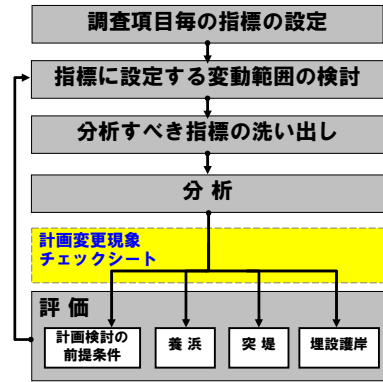 調査項目毎の指標の設定
指標に設定する変動範囲の検討
分析すべき指標の洗い出し
分 析
計画変更現象
チェックシート
評 価
計画検討の
前提条件
養 浜
突 堤
埋設護岸